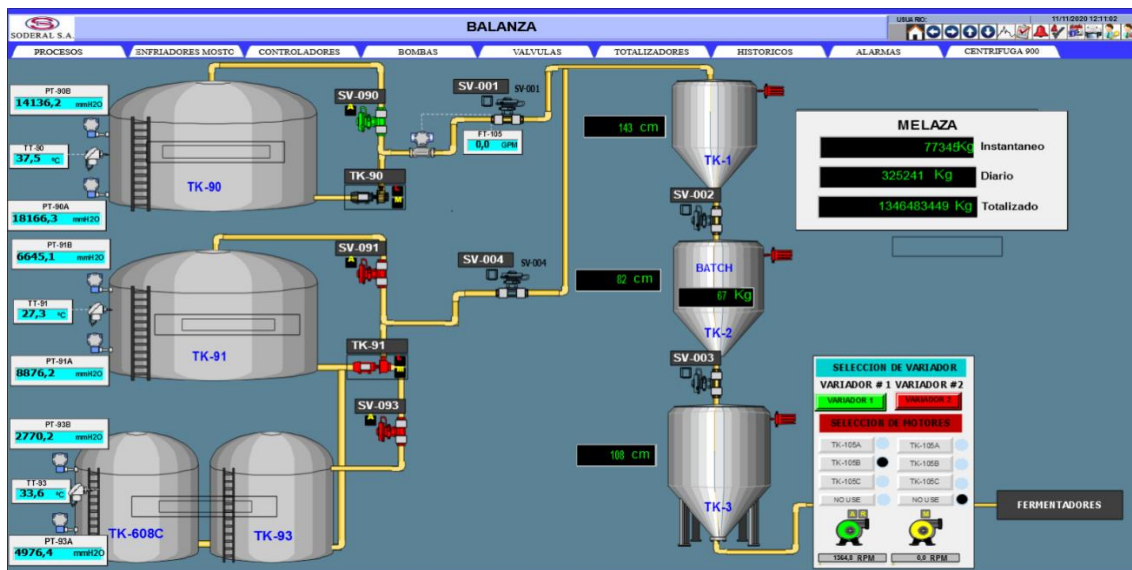 SODERAL S.A.
BALANZA
USUARIO:
11/11/2020 12:11:02
PROCESOS
ENFRIADORES MOSTO
CONTROLADORES
BOMBAS
VALVULAS
TOTALIZADORES
HISTORICOS
ALARMAS
CENTRIFUGA 900
PT-90B
14136,2 mmH2O
TT-90
37,5 ºC
PT-90A
18166,3 mmH2O
TK-90
SV-090
A
TK-90
M
SV-001
SV-001
FT-105
0,0 GPM
PT-91B
6645,1 mmH2O
TT-91
27,3 ºC
PT-91A
8876,2 mmH2O
TK-91
SV-091
A
TK-91
SV-004
SV-004
PT-93B
2770,2 mmH2O
TT-93
33,6 ºC
PT-93A
4976,4 mmH2O
TK-608C
TK-93
SV-093
A
143 cm
TK-1
SV-002
82 cm
BATCH
67 Kg
TK-2
SV-003
108 cm
TK-3
MELAZA
77345Kg Instantaneo
325241 Kg Diario
1346483449 Kg Totalizado
SELECCION DE VARIADOR
VARIADOR # 1 VARIADOR #2
VARIADOR 1 VARIADOR 2
SELECCION DE MOTORES
TK-105A TK-105A
TK-105B TK-105B
TK-105C TK-105C
NO USE NO USE
A R M
1364,8 RPM 0,0 RPM
FERMENTADORES